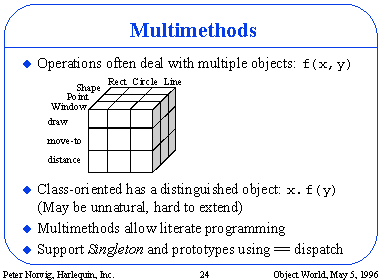 Multimethods
Operations often deal with multiple objects: f(x,y)
Rect Circle Line
Shape
Point
Window
draw
move-to
distance
Class-oriented has a distinguished object: x.f(y)
(May be unnatural, hard to extend)
Multimethods allow literate programming
Support Singleton and prototypes using == dispatch
Peter Norvig, Harlequin, Inc. 24 Object World, May 5, 1996